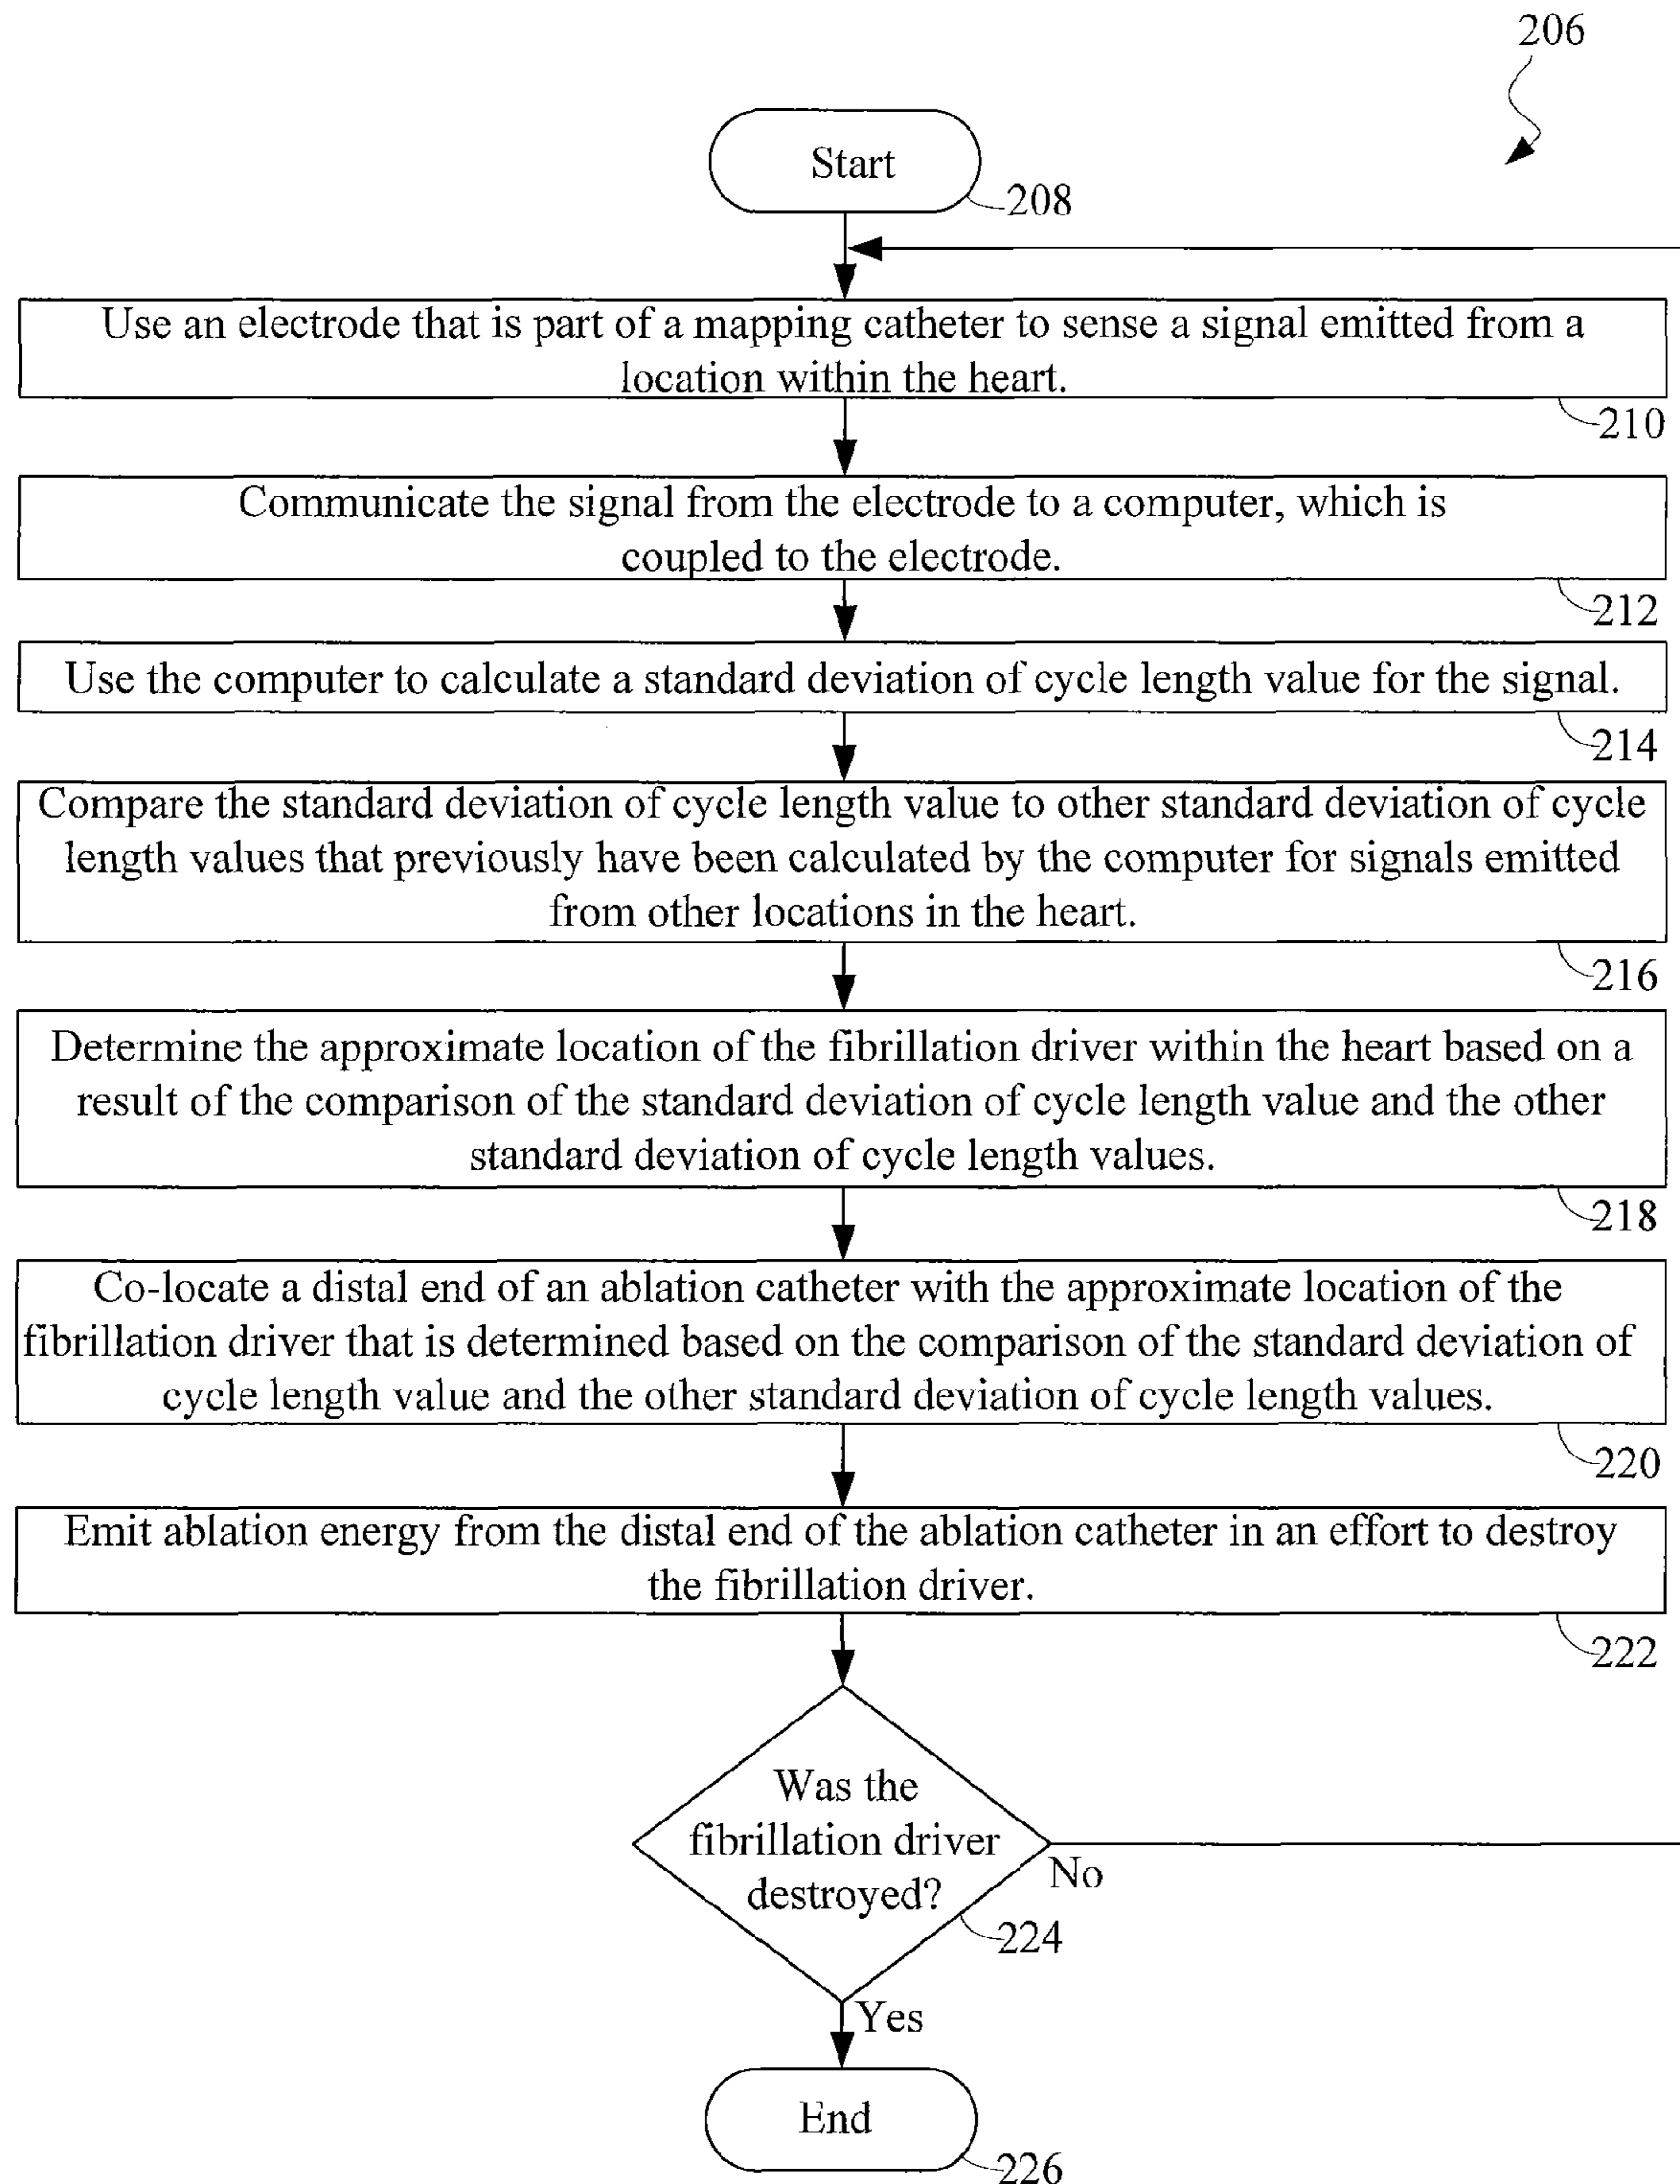 206
Start
208
Use an electrode that is part of a mapping catheter to sense a signal emitted from a
location within the heart.
210
Communicate the signal from the electrode to a computer, which is
coupled to the electrode.
212
Use the computer to calculate a standard deviation of cycle length value for the signal.
214
Compare the standard deviation of cycle length value to other standard deviation of cycle
length values that previously have been calculated by the computer for signals emitted
from other locations in the heart.
216
Determine the approximate location of the fibrillation driver within the heart based on a
result of the comparison of the standard deviation of cycle length value and the other
standard deviation of cycle length values.
218
Co-locate a distal end of an ablation catheter with the approximate location of the
fibrillation driver that is determined based on the comparison of the standard deviation of
cycle length value and the other standard deviation of cycle length values.
220
Emit ablation energy from the distal end of the ablation catheter in an effort to destroy
the fibrillation driver.
222
Was the
fibrillation driver
destroyed?
No
224
Yes
End
226